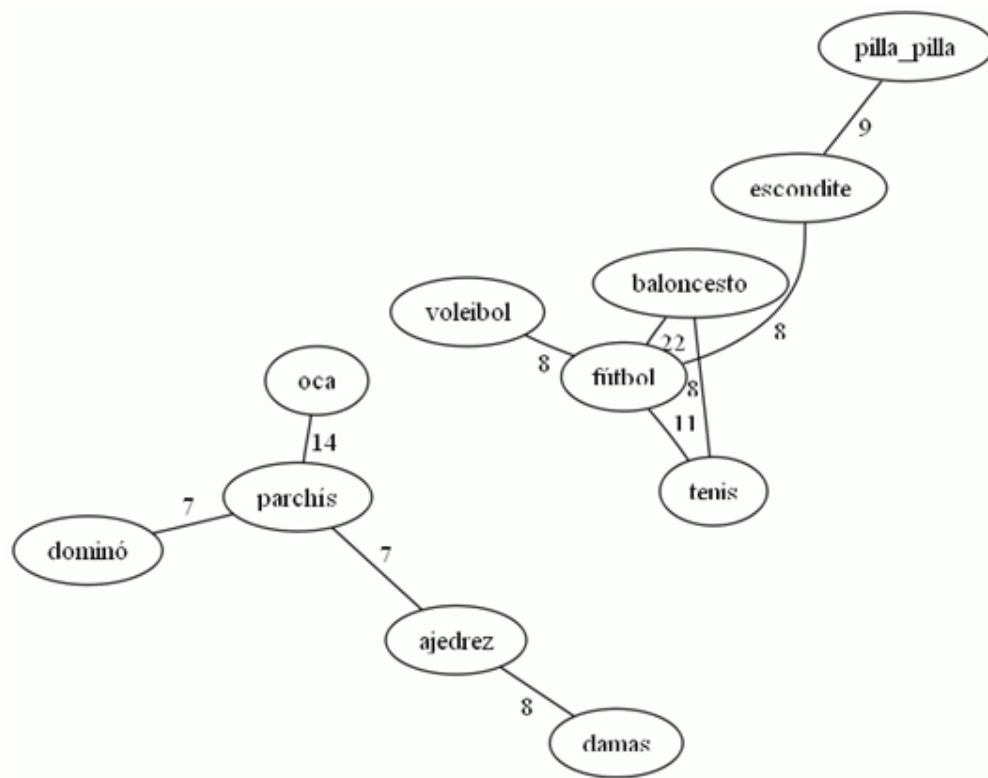 pilla_pilla
9
escondite
baloncesto
voleibol
8
22
8
fútbol
oca
8
11
14
tenis
parchís
7
dominó
7
ajedrez
8
damas